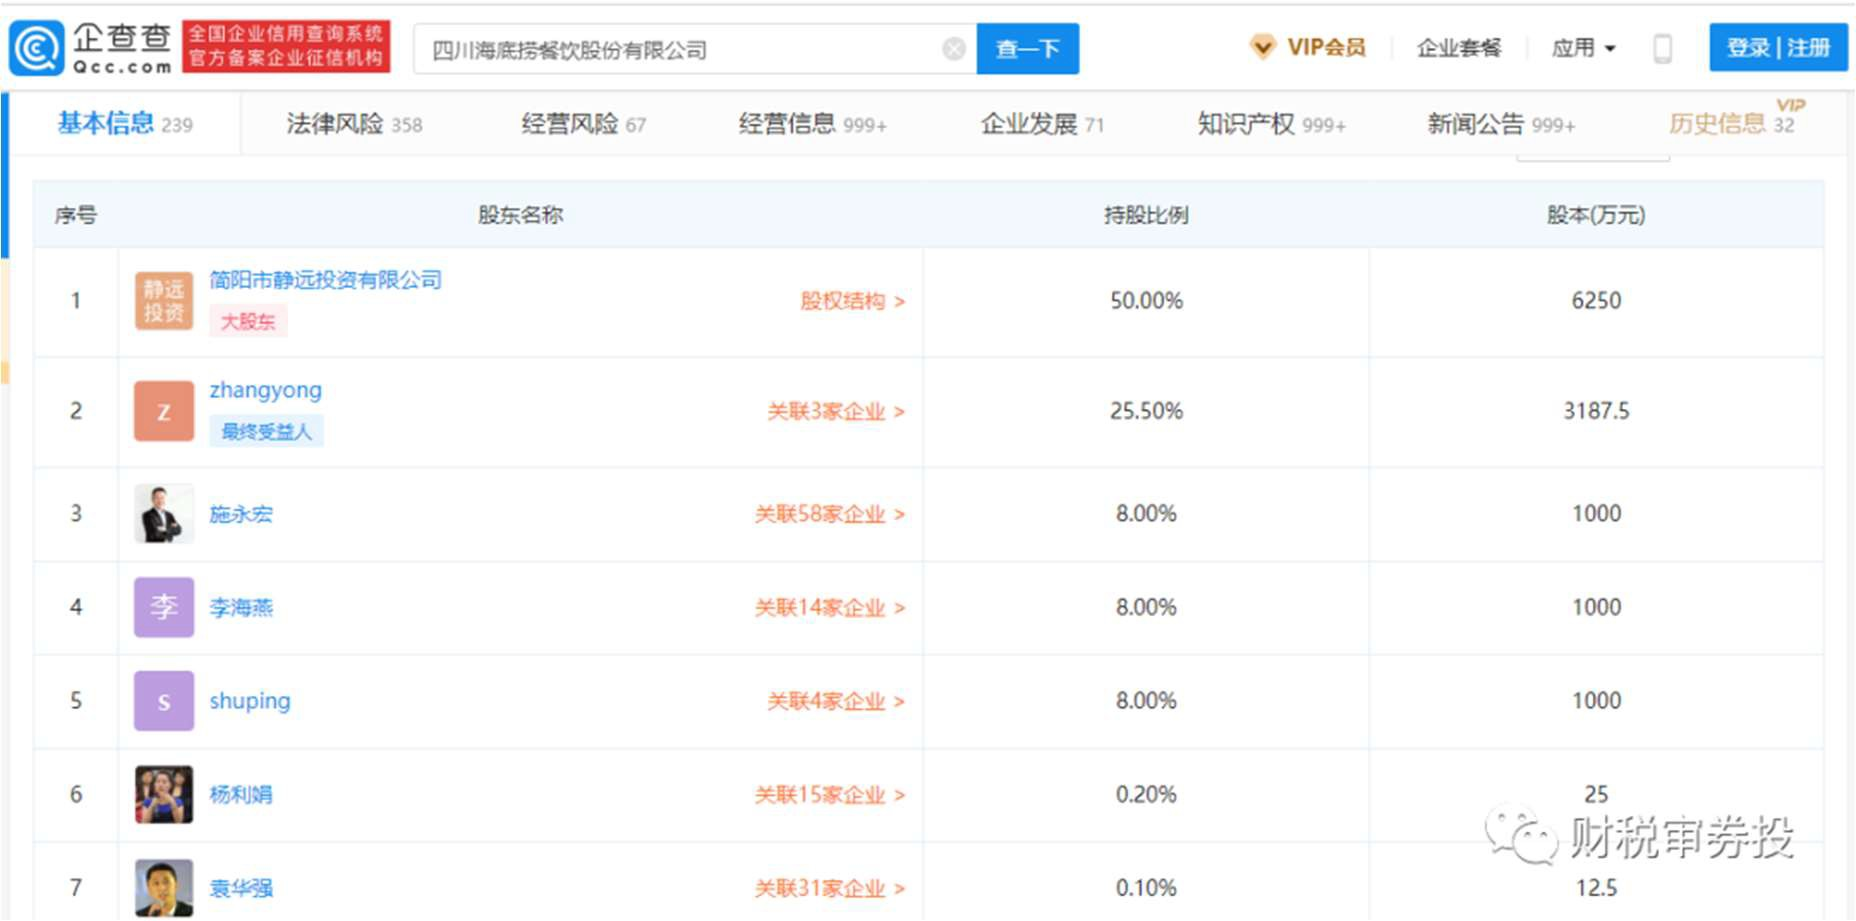 企查查
Qcc.com
全国企业信用查询系统
官方备案企业征信机构
四川海底捞餐饮股份有限公司
查一下
VIP会员
企业套餐
应用
登录 | 注册
基本信息 239
法律风险 358
经营风险 67
经营信息 999+
企业发展 71
知识产权 999+
新闻公告 999+
历史信息 32
VIP
序号 股东名称 持股比例 股本(万元)
1 静远投资 简阳市静远投资有限公司 大股东 股权结构 > 50.00% 6250
2 z zhangyong 最终受益人 关联3家企业 > 25.50% 3187.5
3 施永宏 关联58家企业 > 8.00% 1000
4 李 李海燕 关联14家企业 > 8.00% 1000
5 s shuping 关联4家企业 > 8.00% 1000
6 杨利娟 关联15家企业 > 0.20% 25
7 袁华强 关联31家企业 > 0.10% 12.5
财税审券投